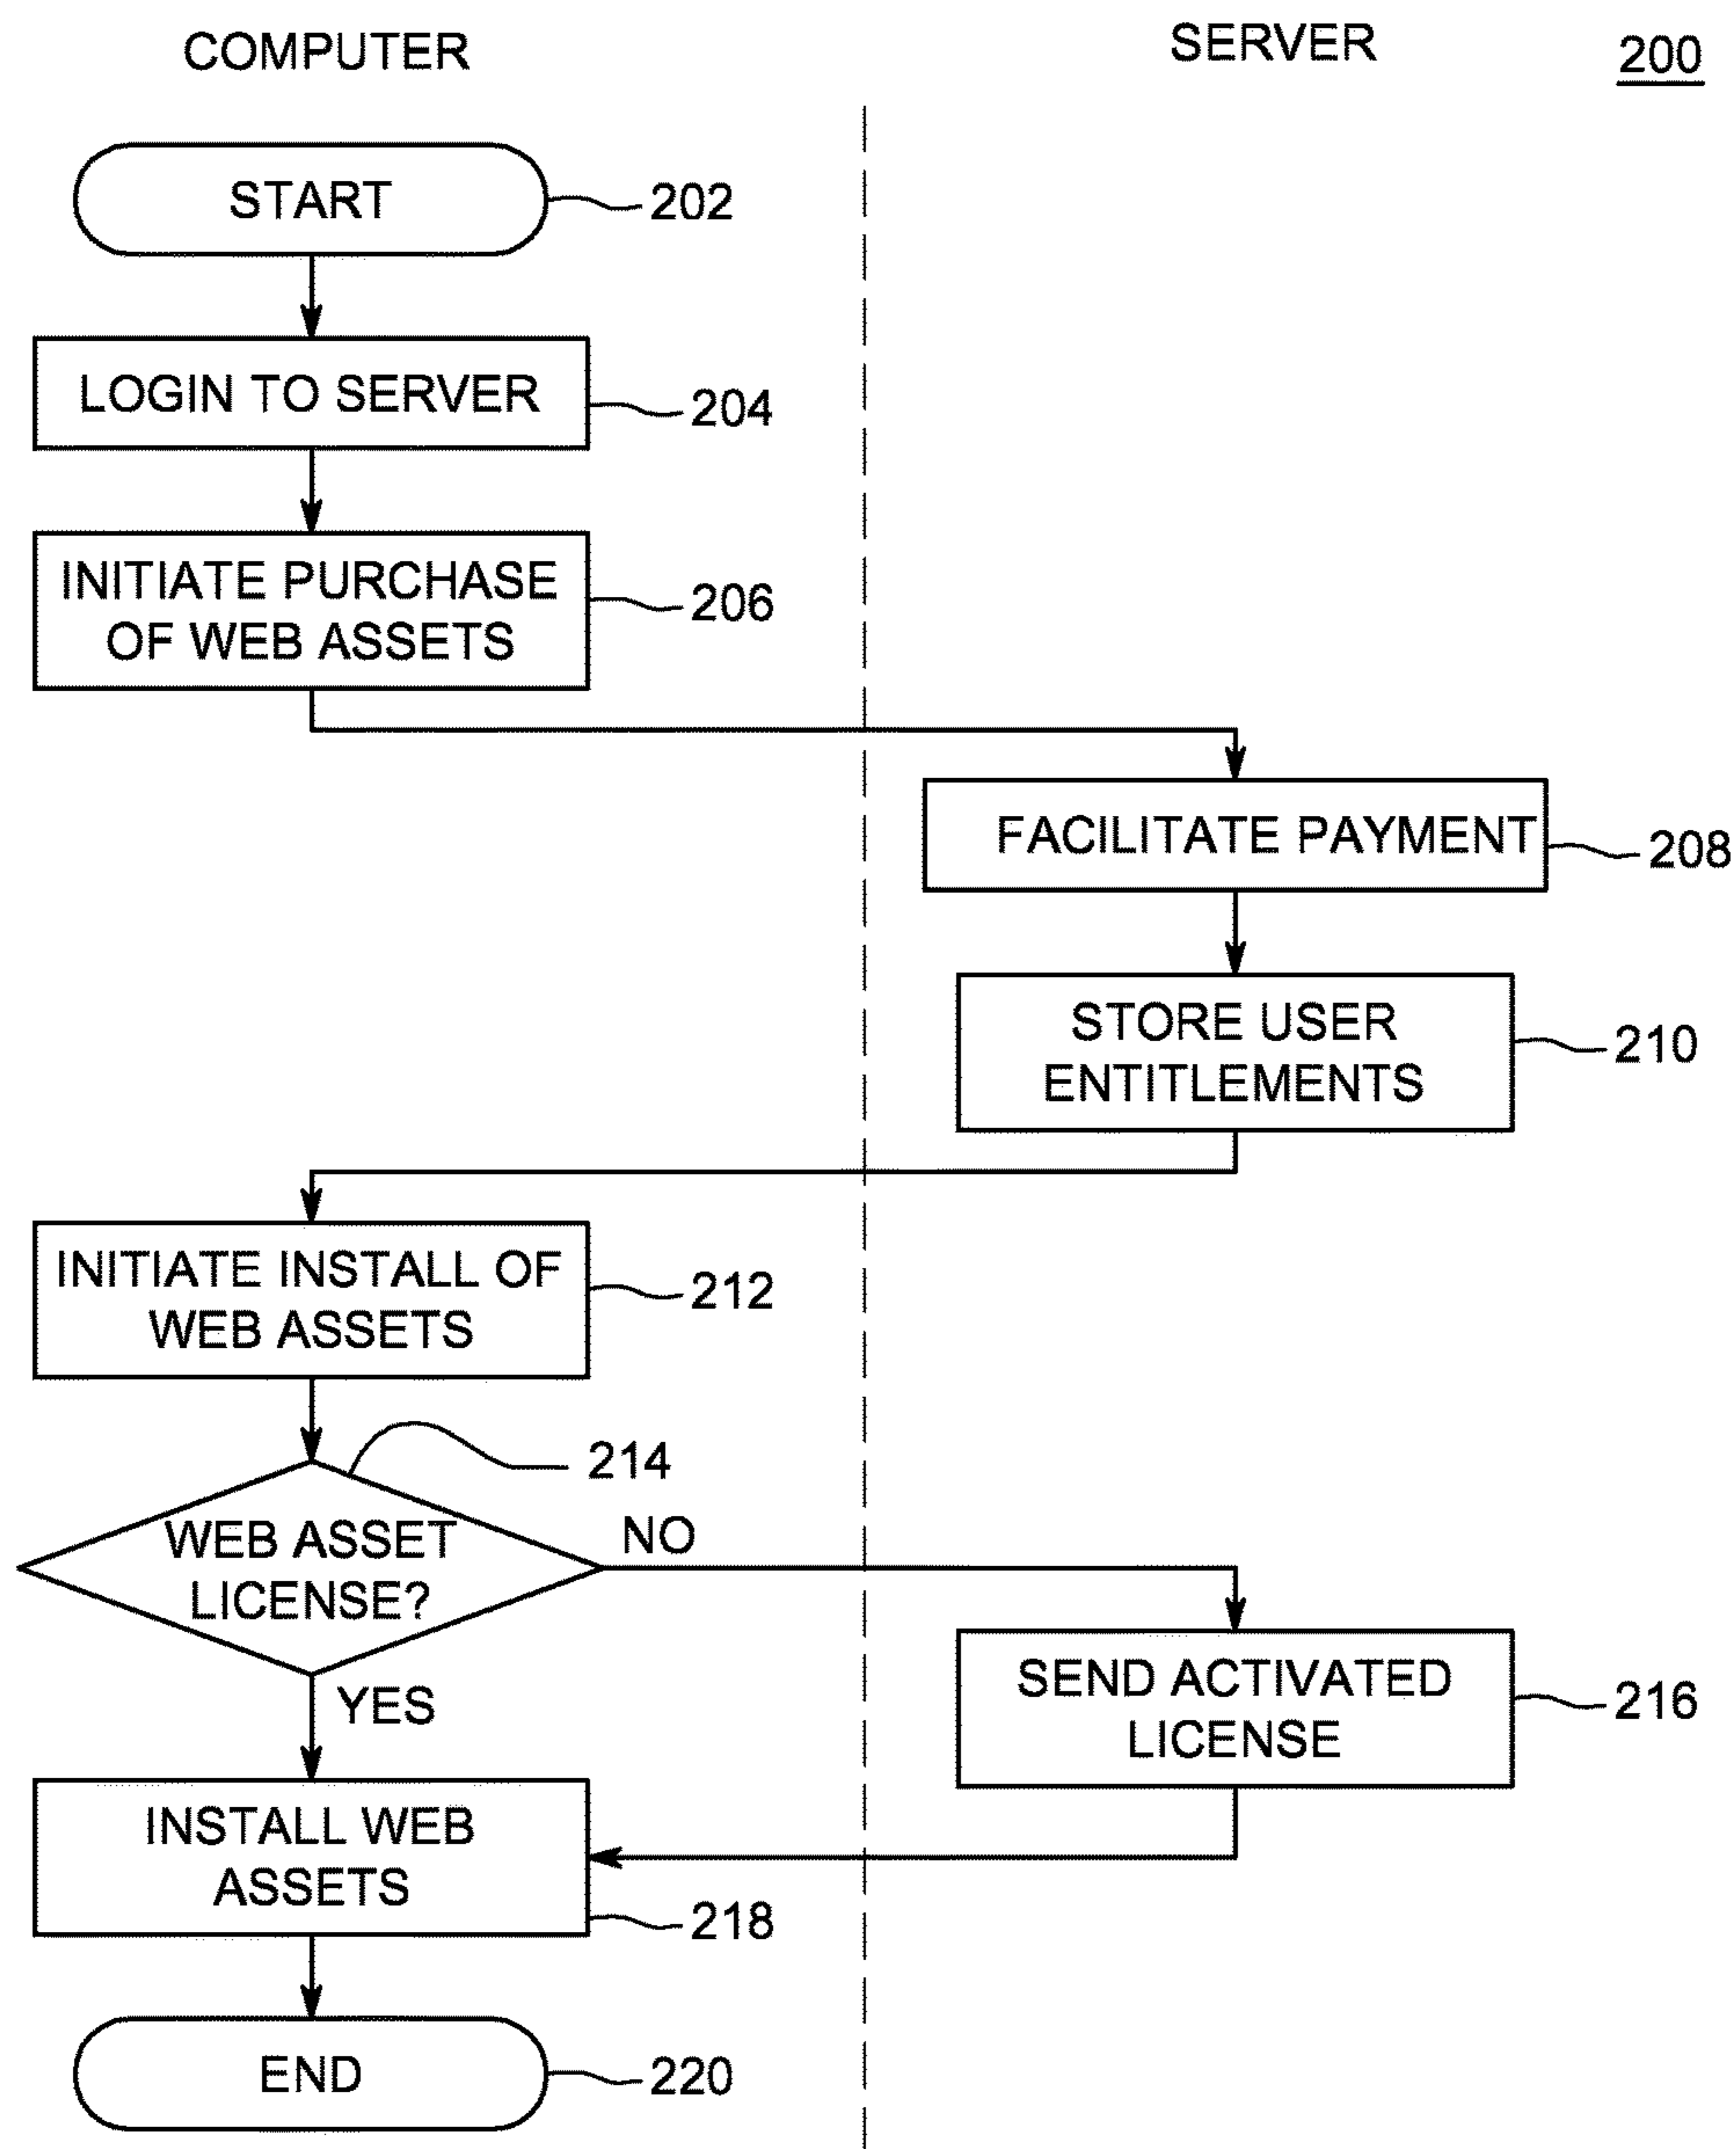 COMPUTER
SERVER
200
START
202
LOGIN TO SERVER
204
INITIATE PURCHASE
OF WEB ASSETS
206
FACILITATE PAYMENT
208
STORE USER
ENTITLEMENTS
210
INITIATE INSTALL OF
WEB ASSETS
212
214
WEB ASSET
LICENSE?
NO
YES
SEND ACTIVATED
LICENSE
216
INSTALL WEB
ASSETS
218
END
220